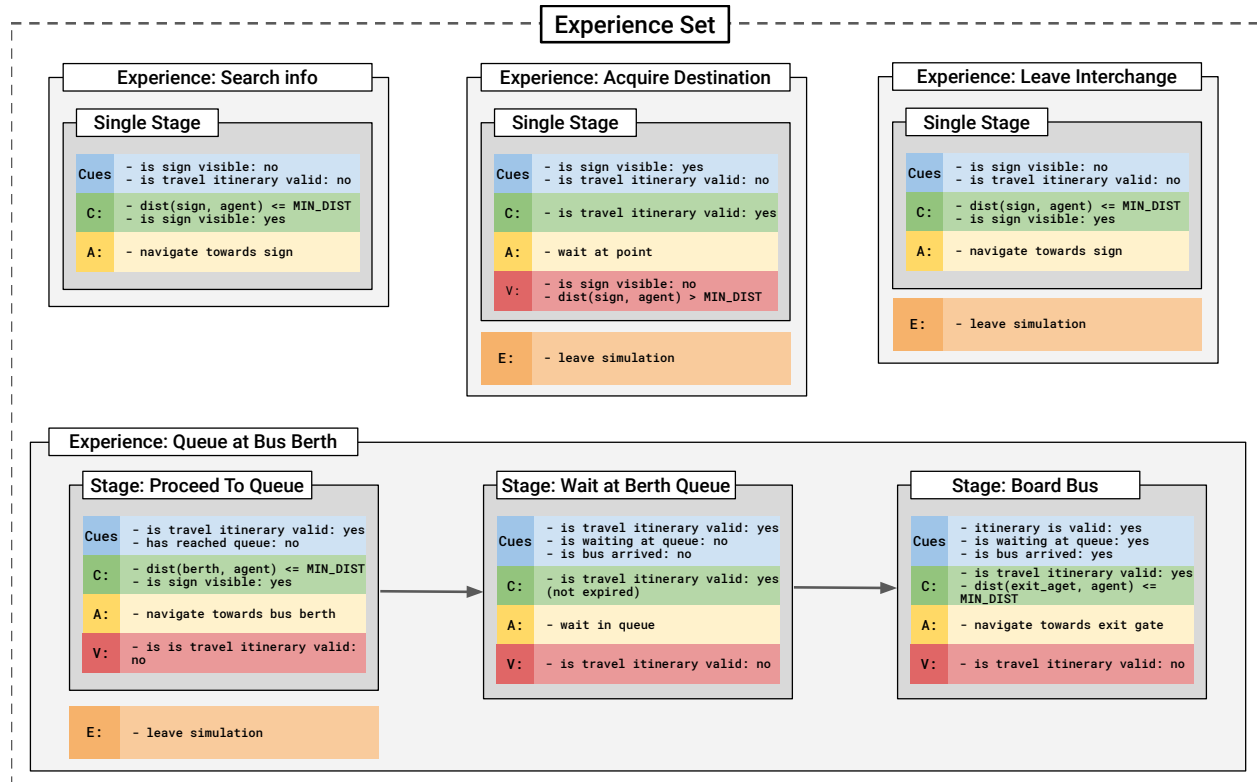 Experience Set
Experience: Search info
Single Stage
Cues
- is sign visible: no
- is travel itinerary valid: no
C:
- dist(sign, agent) <= MIN_DIST
- is sign visible: yes
A:
- navigate towards sign
Experience: Acquire Destination
Single Stage
Cues
- is sign visible: yes
- is travel itinerary valid: no
C:
- is travel itinerary valid: yes
A:
- wait at point
V:
- is sign visible: no
- dist(sign, agent) > MIN_DIST
E:
- leave simulation
Experience: Leave Interchange
Single Stage
Cues
- is sign visible: no
- is travel itinerary valid: no
C:
- dist(sign, agent) <= MIN_DIST
- is sign visible: yes
A:
- navigate towards sign
E:
- leave simulation
Experience: Queue at Bus Berth
Stage: Proceed To Queue
Cues
- is travel itinerary valid: yes
- has reached queue: no
C:
- dist(berth, agent) <= MIN_DIST
- is sign visible: yes
A:
- navigate towards bus berth
V:
- is is travel itinerary valid:
no
E:
- leave simulation
Stage: Wait at Berth Queue
Cues
- is travel itinerary valid: yes
- is waiting at queue: no
- is bus arrived: no
C:
- is travel itinerary valid: yes
(not expired)
A:
- wait in queue
V:
- is travel itinerary valid: no
Stage: Board Bus
Cues
- itinerary is valid: yes
- is waiting at queue: yes
- is bus arrived: yes
C:
- is travel itinerary valid: yes
- dist(exit_aget, agent) <=
MIN_DIST
A:
- navigate towards exit gate
V:
- is travel itinerary valid: no